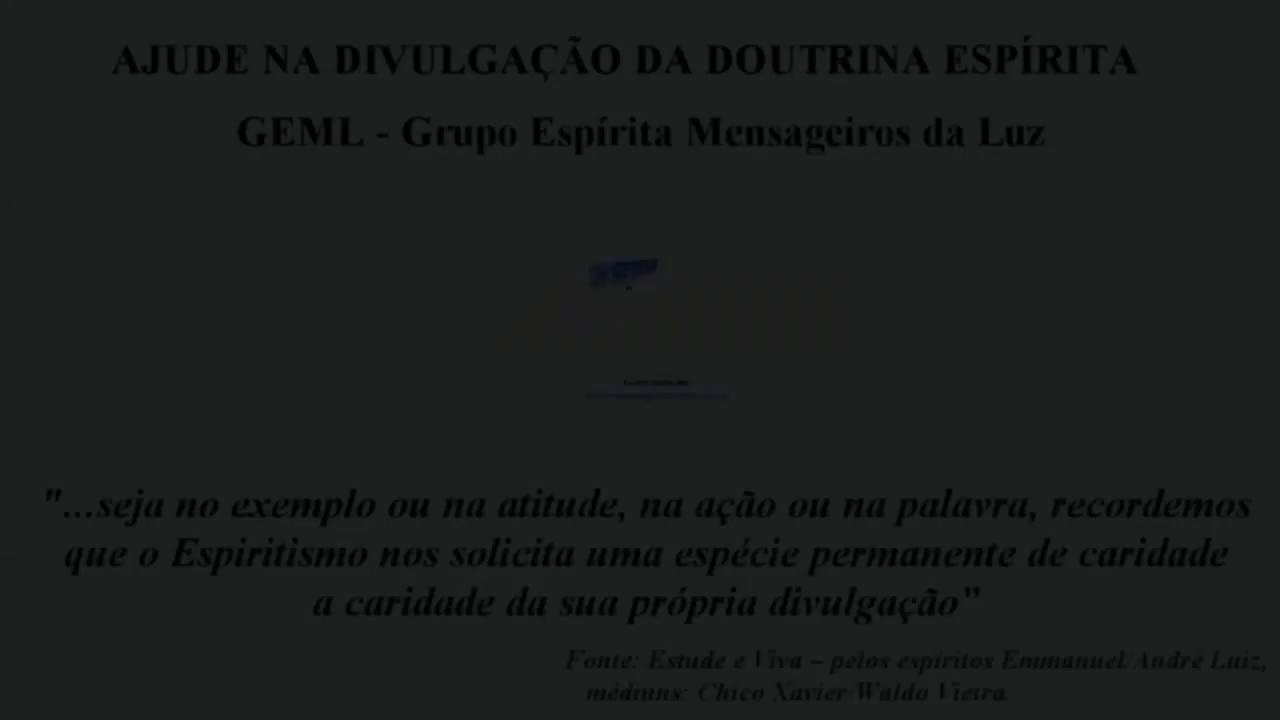 AJUDE NA DIVULGAÇÃO DA DOUTRINA ESPÍRITA
GEML - Grupo Espírita Mensageiros da Luz
"...seja no exemplo ou na atitude, na ação ou na palavra, recordemos
que o Espiritismo nos solicita uma espécie permanente de caridade
a caridade da sua própria divulgação"
Fonte: Estude e Viva – pelos espíritos Emmanuel André Luiz,
médiuns: Chico Xavier Waldo Vieira